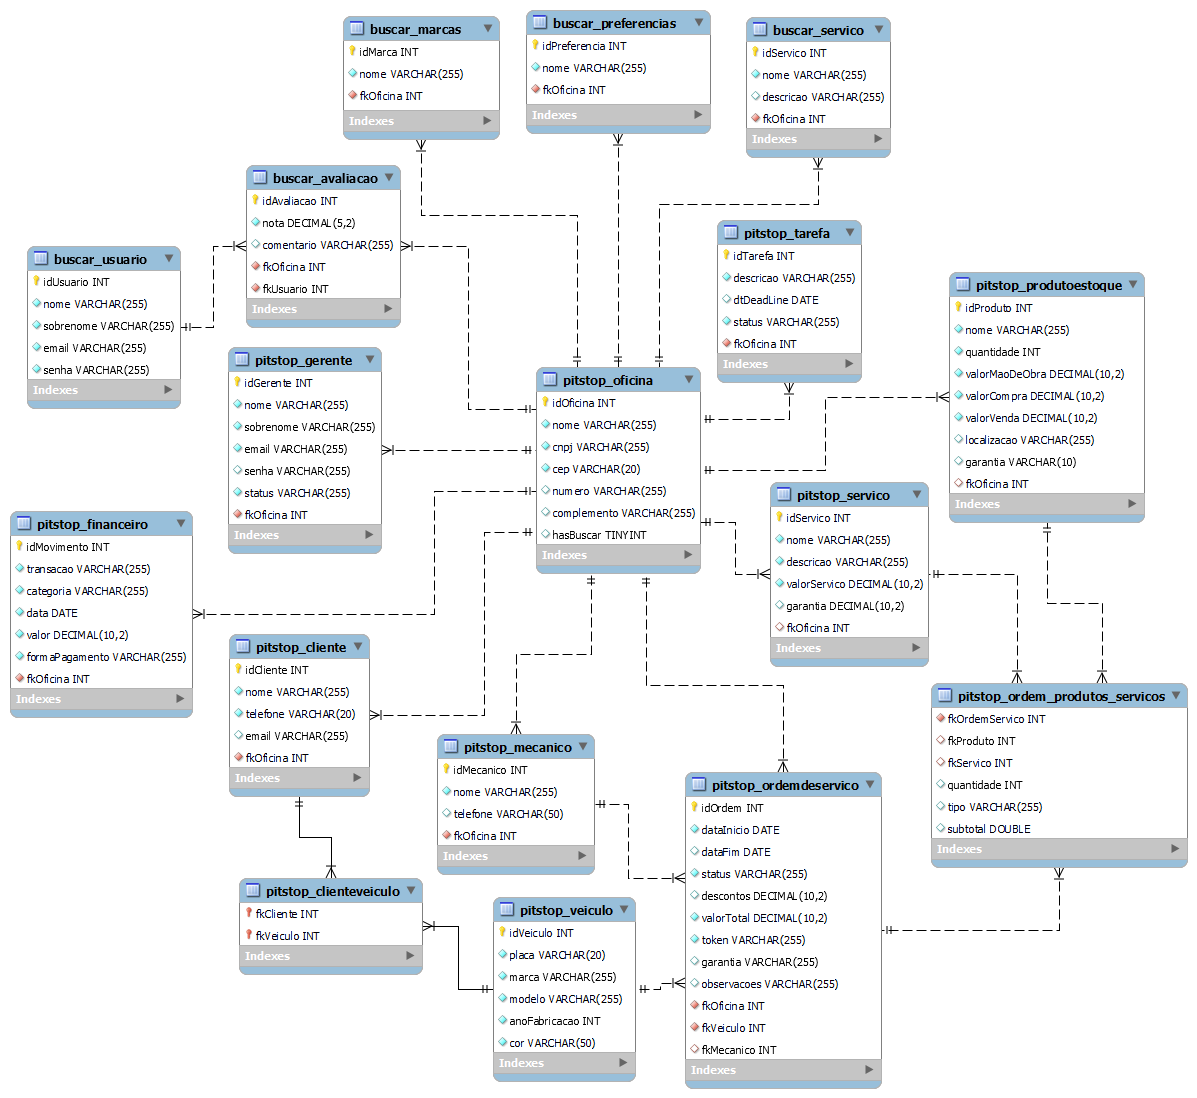 buscar_marcas
idMarca INT
nome VARCHAR(255)
fkOficina INT
Indexes
buscar_preferencias
idPreferencia INT
nome VARCHAR(255)
fkOficina INT
Indexes
buscar_servico
idServico INT
nome VARCHAR(255)
descricao VARCHAR(255)
fkOficina INT
Indexes
buscar_avaliacao
idAvaliacao INT
nota DECIMAL(5,2)
comentario VARCHAR(255)
fkOficina INT
fkUsuario INT
Indexes
buscar_usuario
idUsuario INT
nome VARCHAR(255)
sobrenome VARCHAR(255)
email VARCHAR(255)
senha VARCHAR(255)
Indexes
pitstop_tarefa
idTarefa INT
descricao VARCHAR(255)
dtDeadLine DATE
status VARCHAR(255)
fkOficina INT
Indexes
pitstop_produtoestoque
idProduto INT
nome VARCHAR(255)
quantidade INT
valorMaoDeObra DECIMAL(10,2)
valorCompra DECIMAL(10,2)
valorVenda DECIMAL(10,2)
localizacao VARCHAR(255)
garantia VARCHAR(10)
fkOficina INT
Indexes
pitstop_gerente
idGerente INT
nome VARCHAR(255)
sobrenome VARCHAR(255)
email VARCHAR(255)
senha VARCHAR(255)
status VARCHAR(255)
fkOficina INT
Indexes
pitstop_oficina
idOficina INT
nome VARCHAR(255)
cnpj VARCHAR(255)
cep VARCHAR(20)
numero VARCHAR(255)
complemento VARCHAR(255)
hasBuscar TINYINT
Indexes
pitstop_servico
idServico INT
nome VARCHAR(255)
descricao VARCHAR(255)
valorServico DECIMAL(10,2)
garantia DECIMAL(10,2)
fkOficina INT
Indexes
pitstop_financeiro
idMovimento INT
transacao VARCHAR(255)
categoria VARCHAR(255)
data DATE
valor DECIMAL(10,2)
formaPagamento VARCHAR(255)
fkOficina INT
Indexes
pitstop_cliente
idCliente INT
nome VARCHAR(255)
telefone VARCHAR(20)
email VARCHAR(255)
fkOficina INT
Indexes
pitstop_ordem_produtos_servicos
fkOrdemServico INT
fkProduto INT
fkServico INT
quantidade INT
tipo VARCHAR(255)
subtotal DOUBLE
Indexes
pitstop_mecanico
idMecanico INT
nome VARCHAR(255)
telefone VARCHAR(50)
fkOficina INT
Indexes
pitstop_ordemdeservico
idOrdem INT
dataInicio DATE
dataFim DATE
status VARCHAR(255)
descontos DECIMAL(10,2)
valorTotal DECIMAL(10,2)
token VARCHAR(255)
garantia VARCHAR(255)
observacoes VARCHAR(255)
fkOficina INT
fkVeiculo INT
fkMecanico INT
Indexes
pitstop_clienteveiculo
fkCliente INT
fkVeiculo INT
Indexes
pitstop_veiculo
idVeiculo INT
placa VARCHAR(20)
marca VARCHAR(255)
modelo VARCHAR(255)
anoFabricacao INT
cor VARCHAR(50)
Indexes